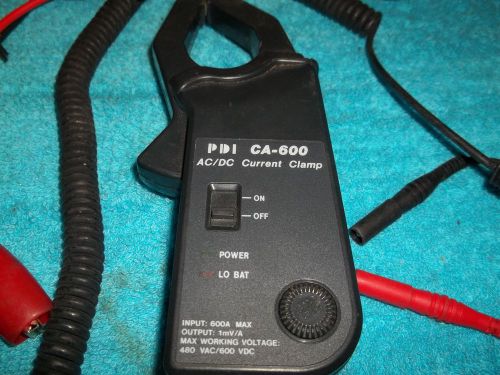 PDI CA-600
AC/DC Current Clamp
ON
OFF
POWER
LO BAT
INPUT: 600A MAX
OUTPUT: 1mV/A
MAX WORKING VOLTAGE:
480 VAC/600 VDC